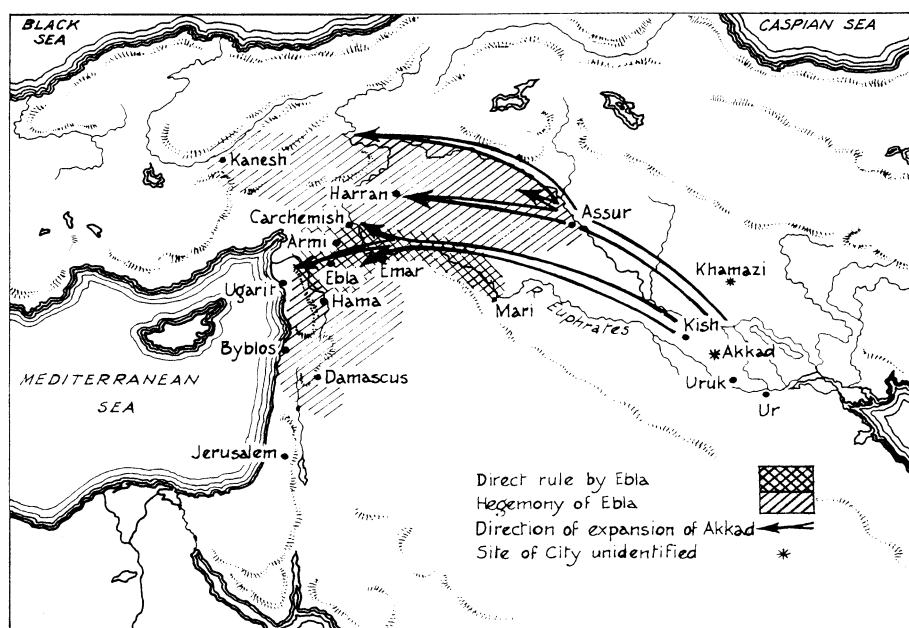 BLACK
SEA
CASPIAN SEA
Kanesh
Harran
Carchemish
Assur
Armi
Khamazi
Ebla
Emar
Ugarit
Hama
Mari
Euphrates
Kish
Byblos
Akkad
MEDITERRANEAN
SEA
Damascus
Uruk
Ur
Jerusalem
Direct rule by Ebla
Hegemony of Ebla
Direction of expansion of Akkad
Site of City unidentified